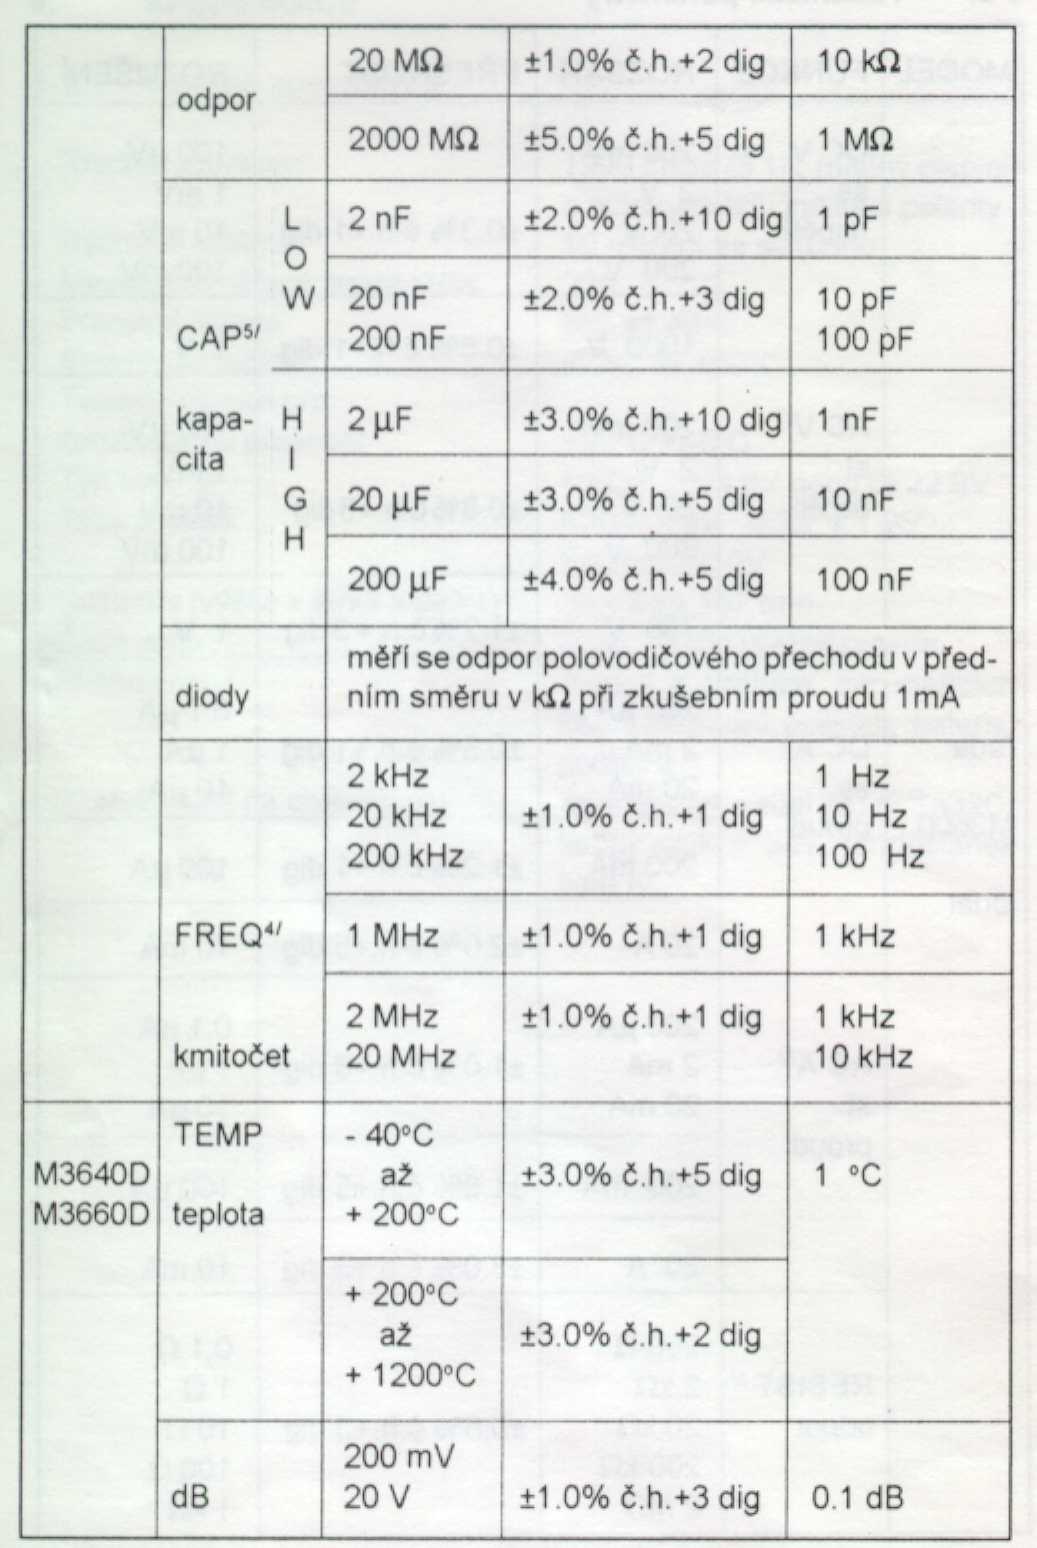 odpor
20 MΩ ±1.0% č.h.+2 dig 10 kΩ
2000 MΩ ±5.0% č.h.+5 dig 1 MΩ
CAP5/
kapa-
cita
LOW
2 nF ±2.0% č.h.+10 dig 1 pF
20 nF ±2.0% č.h.+3 dig 10 pF
200 nF 100 pF
HIGH
2 µF ±3.0% č.h.+10 dig 1 nF
20 µF ±3.0% č.h.+5 dig 10 nF
200 µF ±4.0% č.h.+5 dig 100 nF
diody
měří se odpor polovodičového přechodu v před-
ním směru v kΩ při zkušebním proudu 1mA
FREQ4/
kmitočet
2 kHz 1 Hz
20 kHz ±1.0% č.h.+1 dig 10 Hz
200 kHz 100 Hz
1 MHz ±1.0% č.h.+1 dig 1 kHz
2 MHz ±1.0% č.h.+1 dig 1 kHz
20 MHz 10 kHz
M3640D
M3660D
TEMP
teplota
- 40°C
až ±3.0% č.h.+5 dig 1 °C
+ 200°C
+ 200°C
až ±3.0% č.h.+2 dig
+ 1200°C
dB
200 mV
20 V ±1.0% č.h.+3 dig 0.1 dB